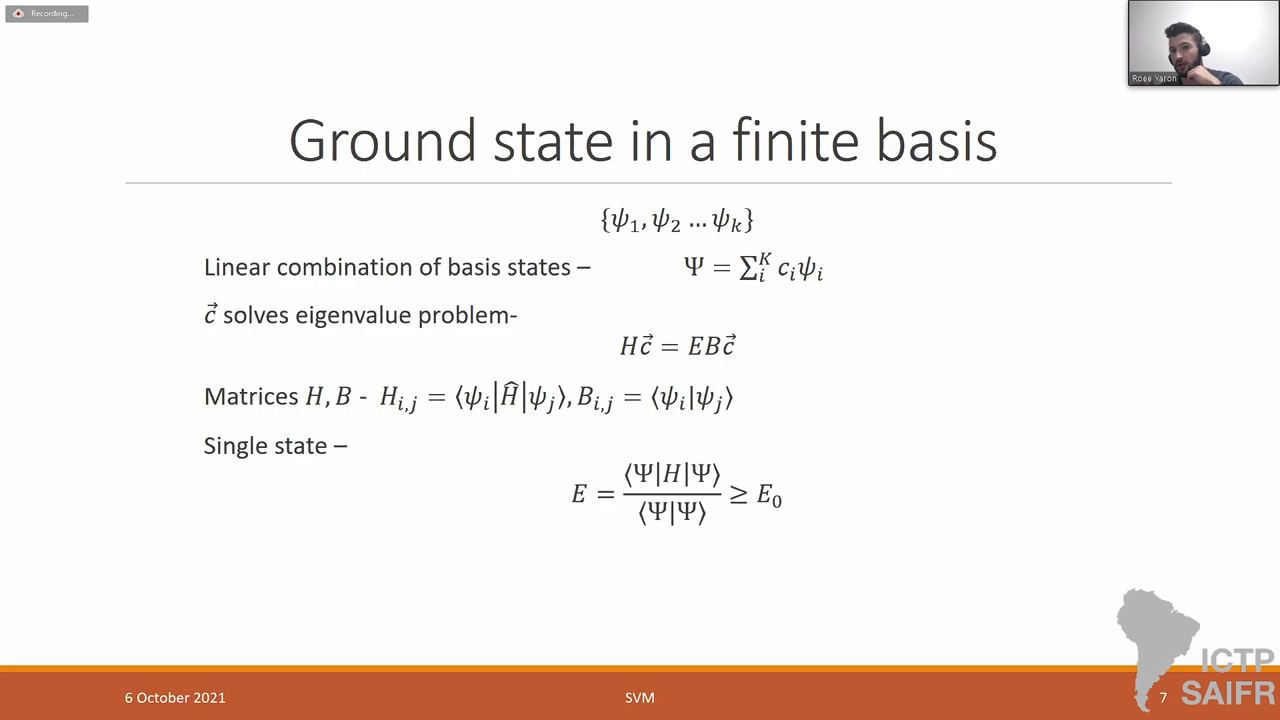 Recording...
Roee Yaron
Ground state in a finite basis
{ψ₁, ψ₂ … ψₖ}
Linear combination of basis states – Ψ = ∑ᵢᴷ cᵢψᵢ
c⃗ solves eigenvalue problem-
Hc⃗ = EBc⃗
Matrices H, B - Hᵢ,ⱼ = ⟨ψᵢ|Ĥ|ψⱼ⟩, Bᵢ,ⱼ = ⟨ψᵢ|ψⱼ⟩
Single state –
E = ⟨Ψ|H|Ψ⟩ / ⟨Ψ|Ψ⟩ ≥ E₀
6 October 2021
SVM
7
ICTP
SAIFR